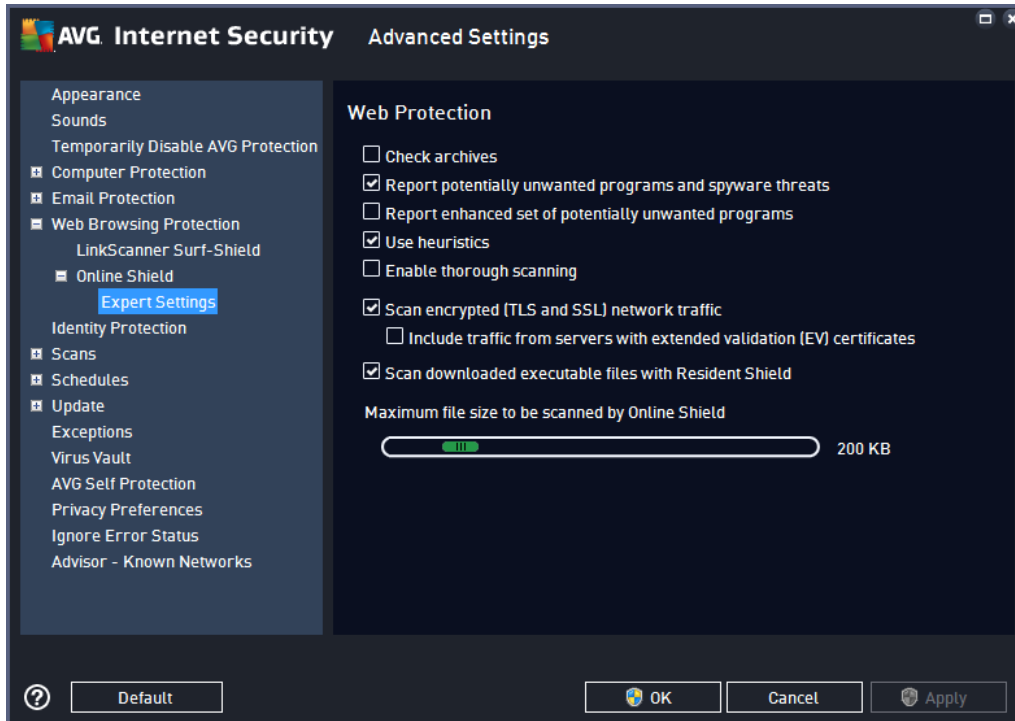 AVG. Internet Security Advanced Settings
Appearance
Sounds
Temporarily Disable AVG Protection
Computer Protection
Email Protection
Web Browsing Protection
LinkScanner Surf-Shield
Online Shield
Expert Settings
Identity Protection
Scans
Schedules
Update
Exceptions
Virus Vault
AVG Self Protection
Privacy Preferences
Ignore Error Status
Advisor - Known Networks
Web Protection
Check archives
Report potentially unwanted programs and spyware threats
Report enhanced set of potentially unwanted programs
Use heuristics
Enable thorough scanning
Scan encrypted (TLS and SSL) network traffic
Include traffic from servers with extended validation (EV) certificates
Scan downloaded executable files with Resident Shield
Maximum file size to be scanned by Online Shield
200 KB
? Default OK Cancel Apply